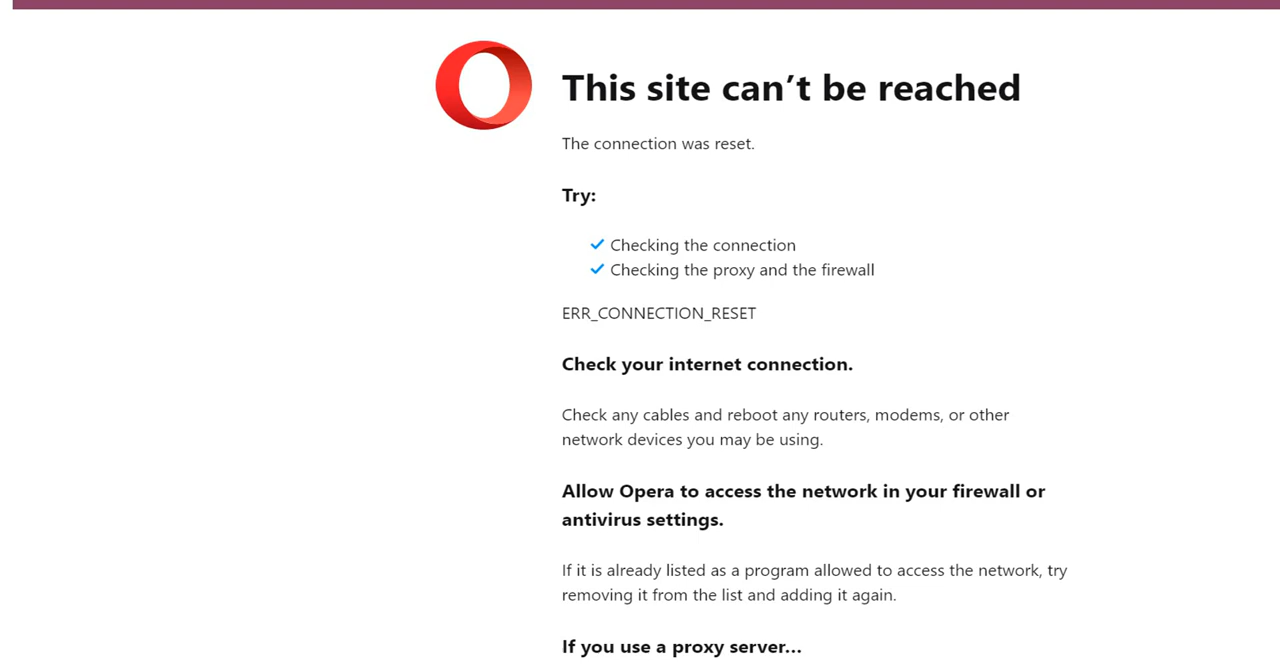 This site can’t be reached
The connection was reset.
Try:
Checking the connection
Checking the proxy and the firewall
ERR_CONNECTION_RESET
Check your internet connection.
Check any cables and reboot any routers, modems, or other
network devices you may be using.
Allow Opera to access the network in your firewall or
antivirus settings.
If it is already listed as a program allowed to access the network, try
removing it from the list and adding it again.
If you use a proxy server…